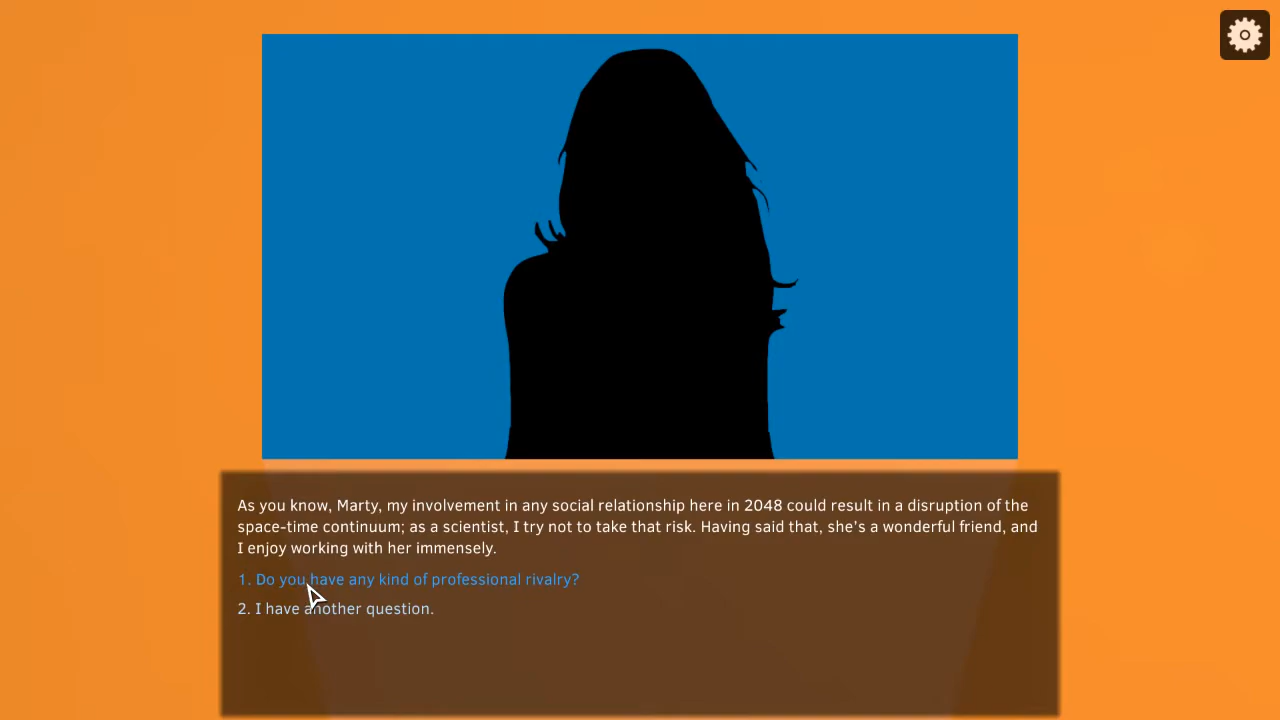 As you know, Marty, my involvement in any social relationship here in 2048 could result in a disruption of the
space-time continuum; as a scientist, I try not to take that risk. Having said that, she's a wonderful friend, and
I enjoy working with her immensely.
1. Do you have any kind of professional rivalry?
2. I have another question.